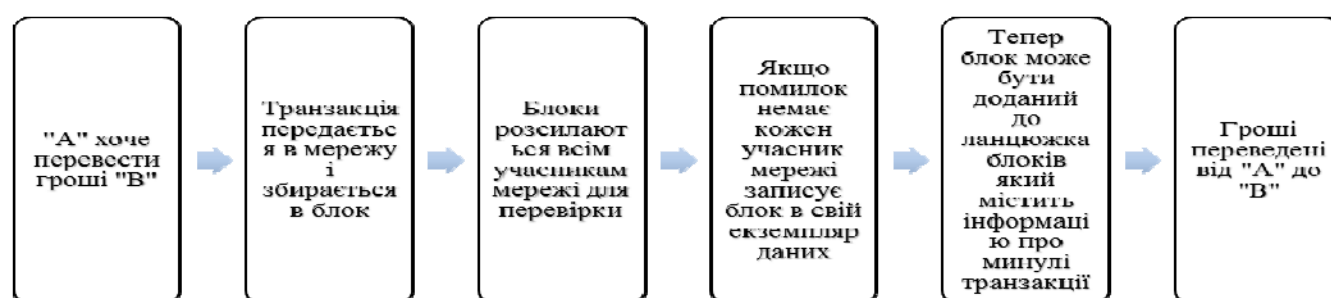 "А" хоче
перевести
гроші "В"
Транзакція
передаєтьс
я в мережу
і
збирається
в блок
Блоки
розсилают
ься всім
учасникам
мережі для
перевірки
Якщо
помилок
немає
кожен
учасник
мережі
записує
блок в свій
екземпляр
даних
Тепер
блок може
бути
доданий
до
ланцюжка
блоків
який
містить
інформаці
ю про
минулі
транзакції
Гроші
переведені
від "А" до
"В"